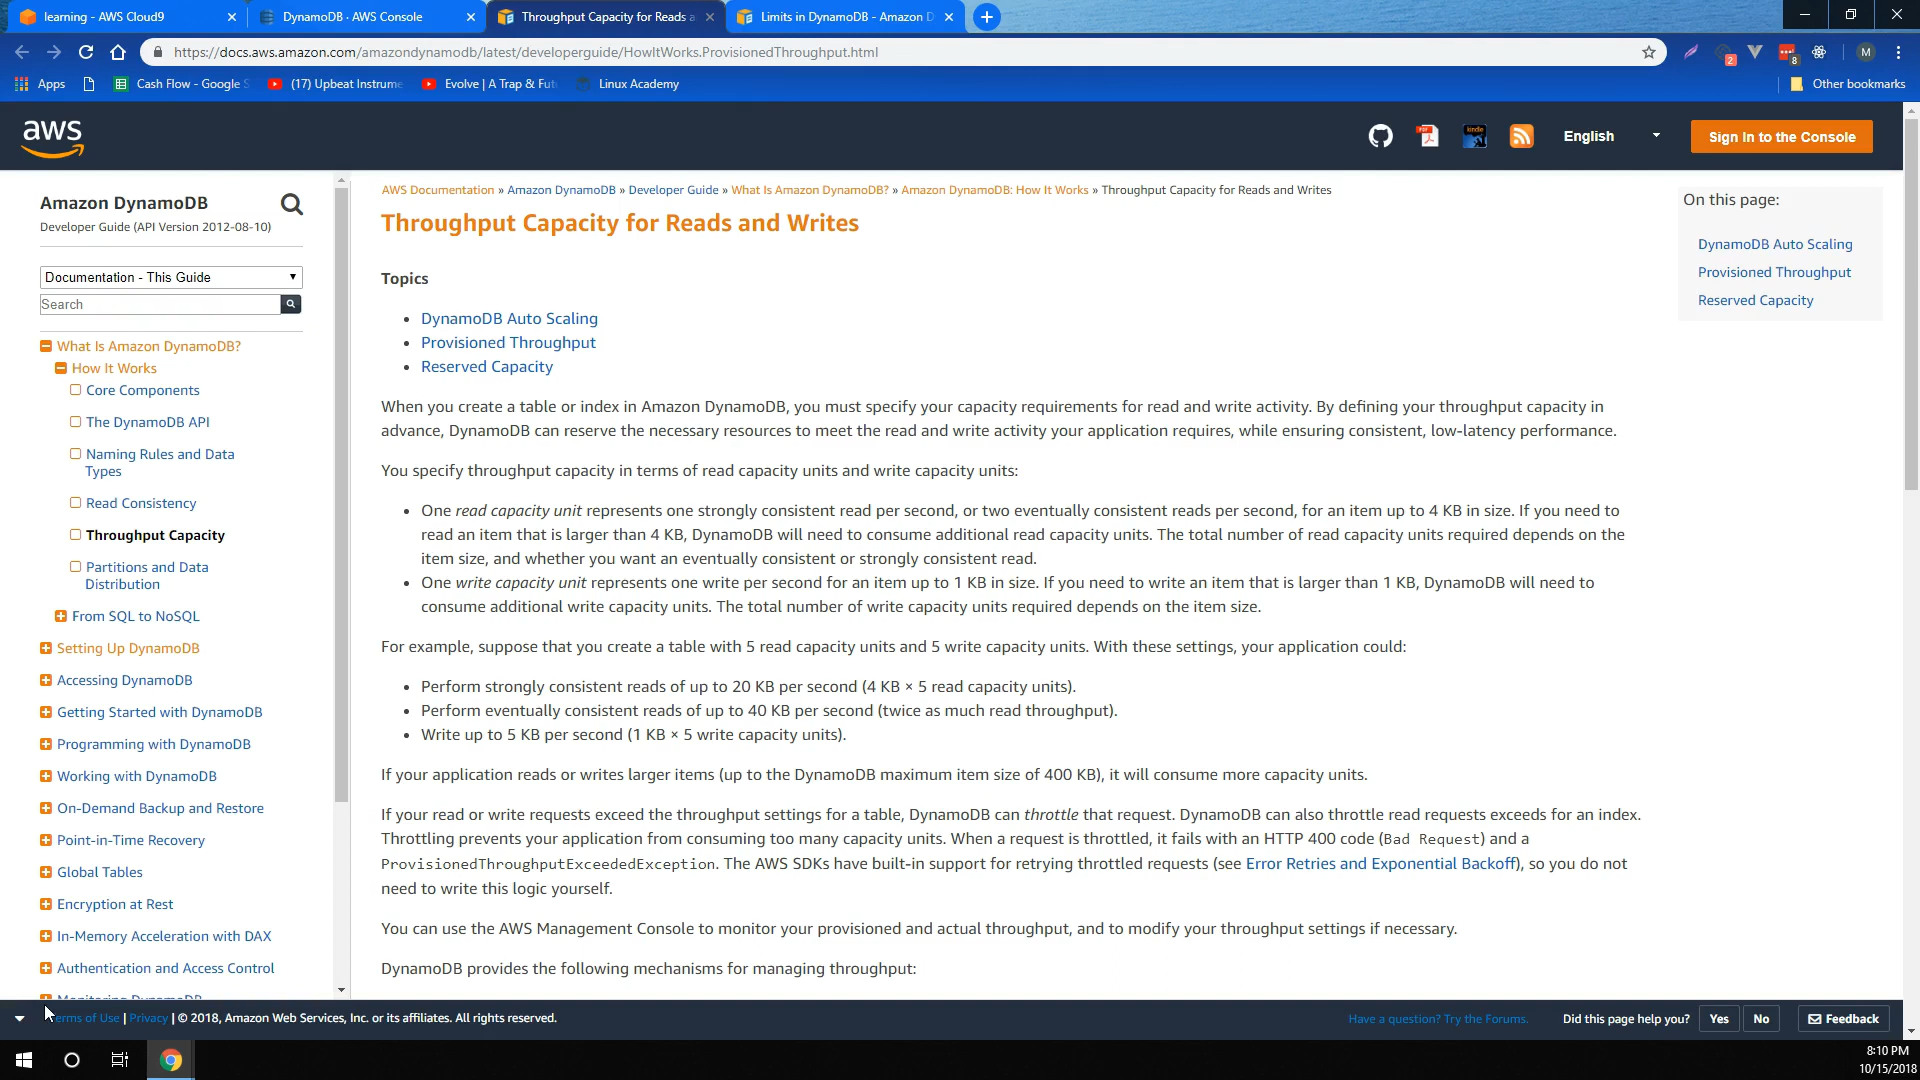 learning - AWS Cloud9
DynamoDB · AWS Console
Throughput Capacity for Reads a
Limits in DynamoDB - Amazon D
https://docs.aws.amazon.com/amazondynamodb/latest/developerguide/HowItWorks.ProvisionedThroughput.html
2
8
M
Apps
Cash Flow - Google S
(17) Upbeat Instrume
Evolve | A Trap & Futu
Linux Academy
Other bookmarks
aws
PDF
kindle
English
Sign In to the Console
Amazon DynamoDB
Developer Guide (API Version 2012-08-10)
Documentation - This Guide
Search
What Is Amazon DynamoDB?
How It Works
Core Components
The DynamoDB API
Naming Rules and Data
Types
Read Consistency
Throughput Capacity
Partitions and Data
Distribution
From SQL to NoSQL
Setting Up DynamoDB
Accessing DynamoDB
Getting Started with DynamoDB
Programming with DynamoDB
Working with DynamoDB
On-Demand Backup and Restore
Point-in-Time Recovery
Global Tables
Encryption at Rest
In-Memory Acceleration with DAX
Authentication and Access Control
Monitoring DynamoDB
AWS Documentation » Amazon DynamoDB » Developer Guide » What Is Amazon DynamoDB? » Amazon DynamoDB: How It Works » Throughput Capacity for Reads and Writes
Throughput Capacity for Reads and Writes
Topics
• DynamoDB Auto Scaling
• Provisioned Throughput
• Reserved Capacity
When you create a table or index in Amazon DynamoDB, you must specify your capacity requirements for read and write activity. By defining your throughput capacity in
advance, DynamoDB can reserve the necessary resources to meet the read and write activity your application requires, while ensuring consistent, low-latency performance.
You specify throughput capacity in terms of read capacity units and write capacity units:
• One read capacity unit represents one strongly consistent read per second, or two eventually consistent reads per second, for an item up to 4 KB in size. If you need to
read an item that is larger than 4 KB, DynamoDB will need to consume additional read capacity units. The total number of read capacity units required depends on the
item size, and whether you want an eventually consistent or strongly consistent read.
• One write capacity unit represents one write per second for an item up to 1 KB in size. If you need to write an item that is larger than 1 KB, DynamoDB will need to
consume additional write capacity units. The total number of write capacity units required depends on the item size.
For example, suppose that you create a table with 5 read capacity units and 5 write capacity units. With these settings, your application could:
• Perform strongly consistent reads of up to 20 KB per second (4 KB × 5 read capacity units).
• Perform eventually consistent reads of up to 40 KB per second (twice as much read throughput).
• Write up to 5 KB per second (1 KB × 5 write capacity units).
If your application reads or writes larger items (up to the DynamoDB maximum item size of 400 KB), it will consume more capacity units.
If your read or write requests exceed the throughput settings for a table, DynamoDB can throttle that request. DynamoDB can also throttle read requests exceeds for an index.
Throttling prevents your application from consuming too many capacity units. When a request is throttled, it fails with an HTTP 400 code (Bad Request) and a
ProvisionedThroughputExceededException. The AWS SDKs have built-in support for retrying throttled requests (see Error Retries and Exponential Backoff), so you do not
need to write this logic yourself.
You can use the AWS Management Console to monitor your provisioned and actual throughput, and to modify your throughput settings if necessary.
DynamoDB provides the following mechanisms for managing throughput:
On this page:
DynamoDB Auto Scaling
Provisioned Throughput
Reserved Capacity
Terms of Use | Privacy | © 2018, Amazon Web Services, Inc. or its affiliates. All rights reserved.
Have a question? Try the Forums.
Did this page help you?
Yes
No
Feedback
8:10 PM
10/15/2018